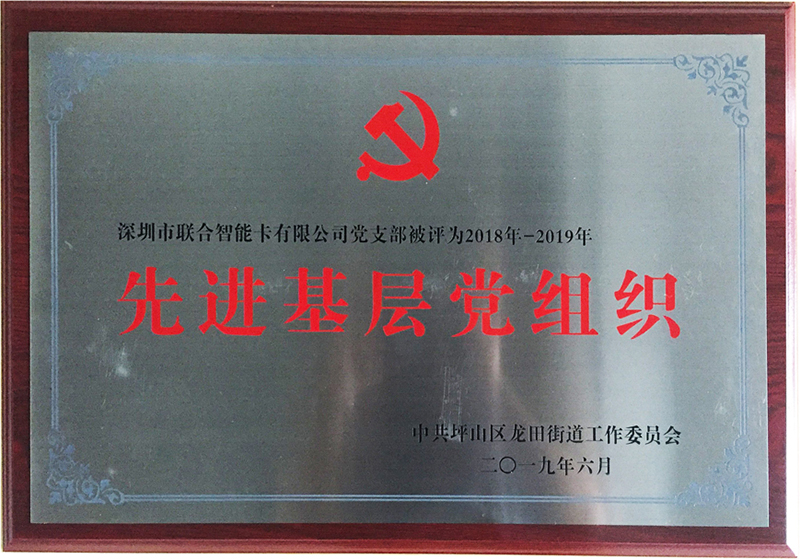 深圳市联合智能卡有限公司党支部被评为2018年-2019年
先进基层党组织
中共坪山区龙田街道工作委员会
二〇一九年六月